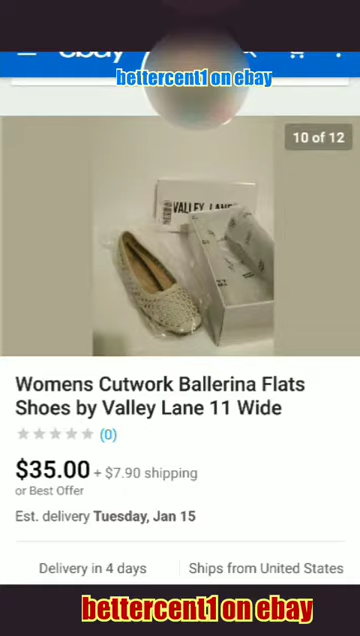 ebay
bettercent1 on ebay
10 of 12
VALLEY LANE
Womens Cutwork Ballerina Flats
Shoes by Valley Lane 11 Wide
(0)
$35.00 + $7.90 shipping
or Best Offer
Est. delivery Tuesday, Jan 15
Delivery in 4 days
Ships from United States
bettercent1 on ebay